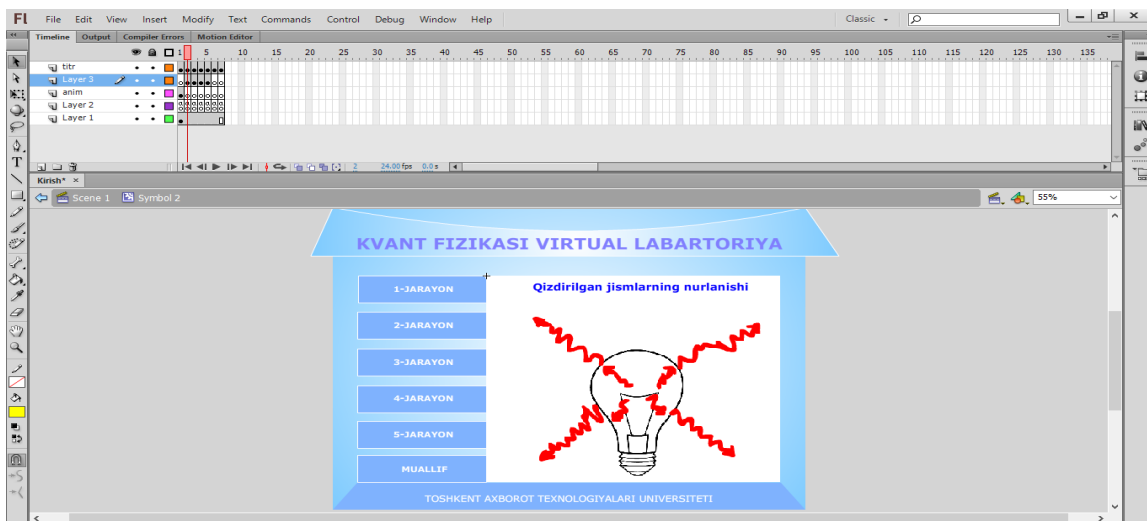 Fl File Edit View Insert Modify Text Commands Control Debug Window Help Classic
Timeline Output Compiler Errors Motion Editor
1 5 10 15 20 25 30 35 40 45 50 55 60 65 70 75 80 85 90 95 100 105 110 115 120 125 130 135
titr
Layer 3
anim
Layer 2
Layer 1
2 24.00 fps 0.0 s
Kirish* ×
Scene 1 Symbol 2 55%
KVANT FIZIKASI VIRTUAL LABARTORIYA
1-JARAYON
Qizdirilgan jismlarning nurlanishi
2-JARAYON
3-JARAYON
4-JARAYON
5-JARAYON
MUALLIF
TOSHKENT AXBOROT TEXNOLOGIYALARI UNIVERSITETI